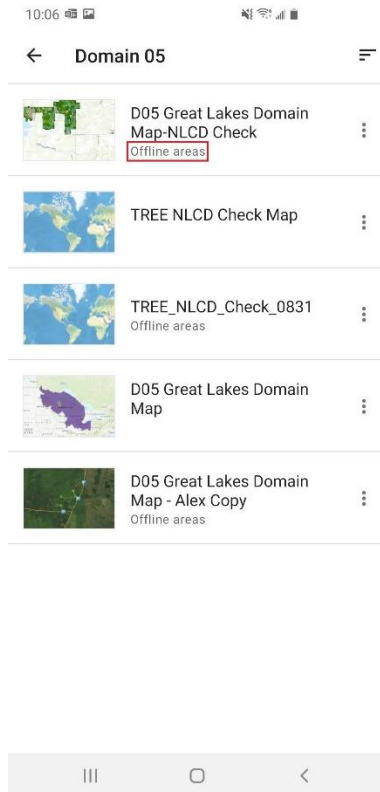 10:06
Domain 05
D05 Great Lakes Domain
Map-NLCD Check
Offline areas
TREE NLCD Check Map
TREE_NLCD_Check_0831
Offline areas
D05 Great Lakes Domain
Map
D05 Great Lakes Domain
Map - Alex Copy
Offline areas